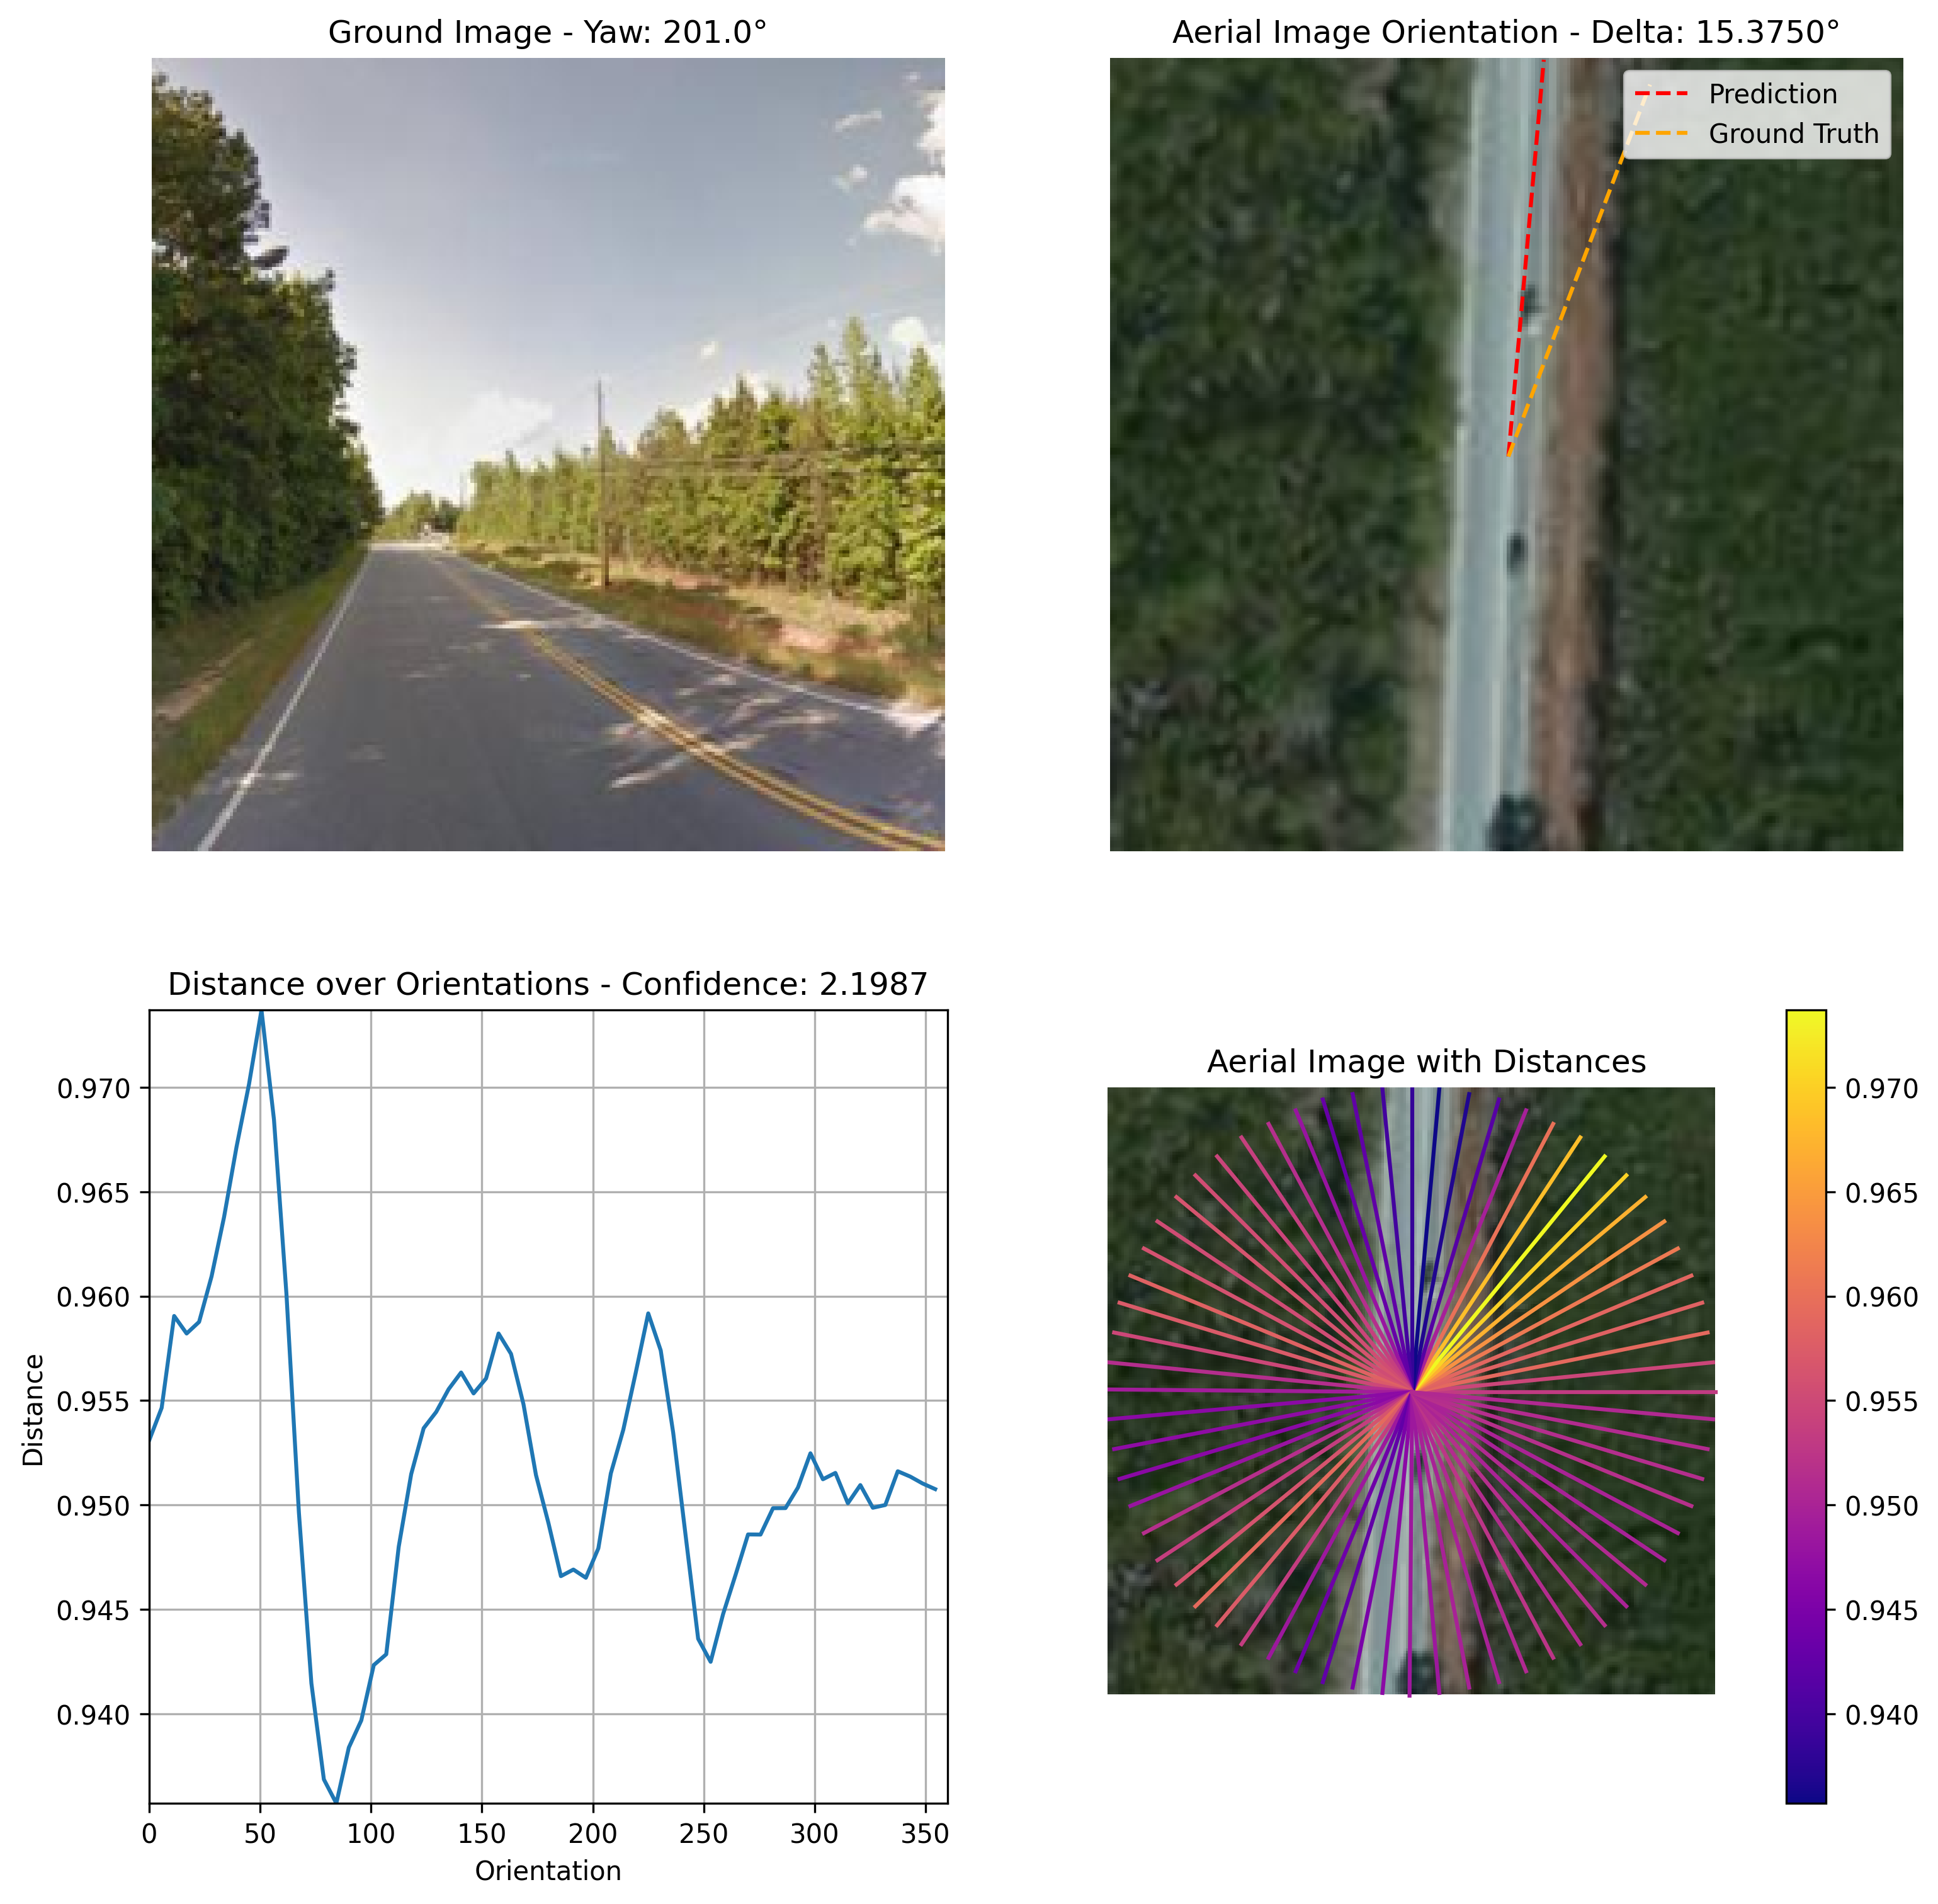 Ground Image - Yaw: 201.0°
Aerial Image Orientation - Delta: 15.3750°
Prediction
Ground Truth
Distance over Orientations - Confidence: 2.1987
0.970
0.965
0.960
0.955
0.950
0.945
0.940
Distance
0 50 100 150 200 250 300 350
Orientation
Aerial Image with Distances
0.970
0.965
0.960
0.955
0.950
0.945
0.940